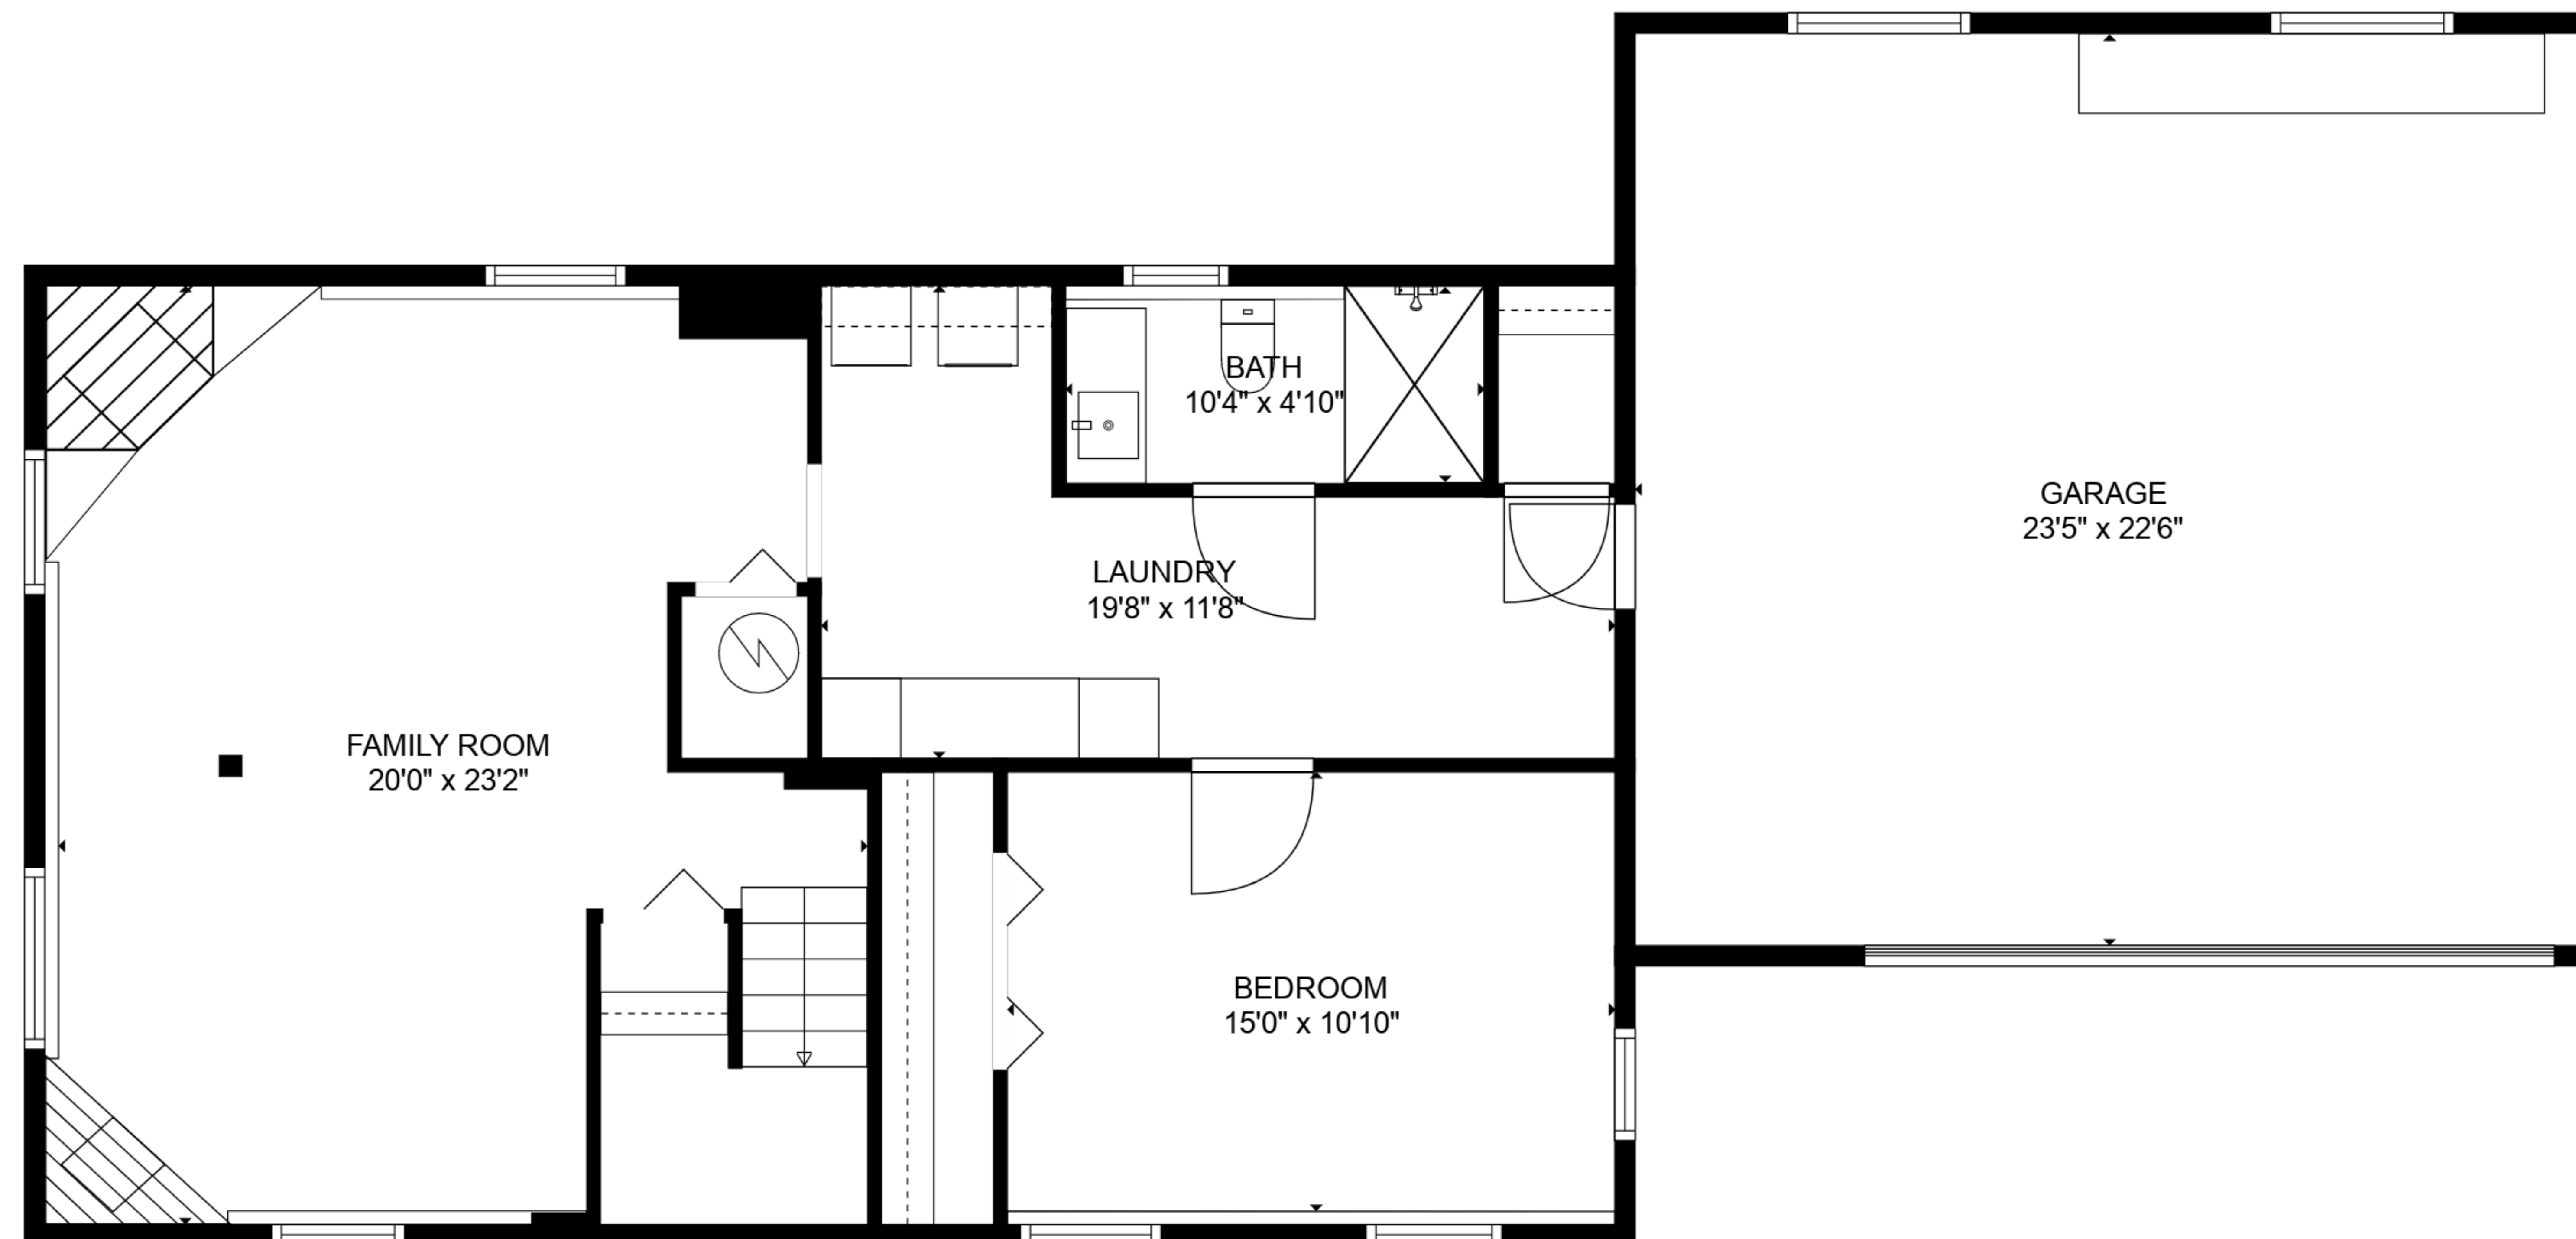 BATH
10'4" x 4'10"
GARAGE
23'5" x 22'6"
LAUNDRY
19'8" x 11'8"
FAMILY ROOM
20'0" x 23'2"
BEDROOM
15'0" x 10'10"